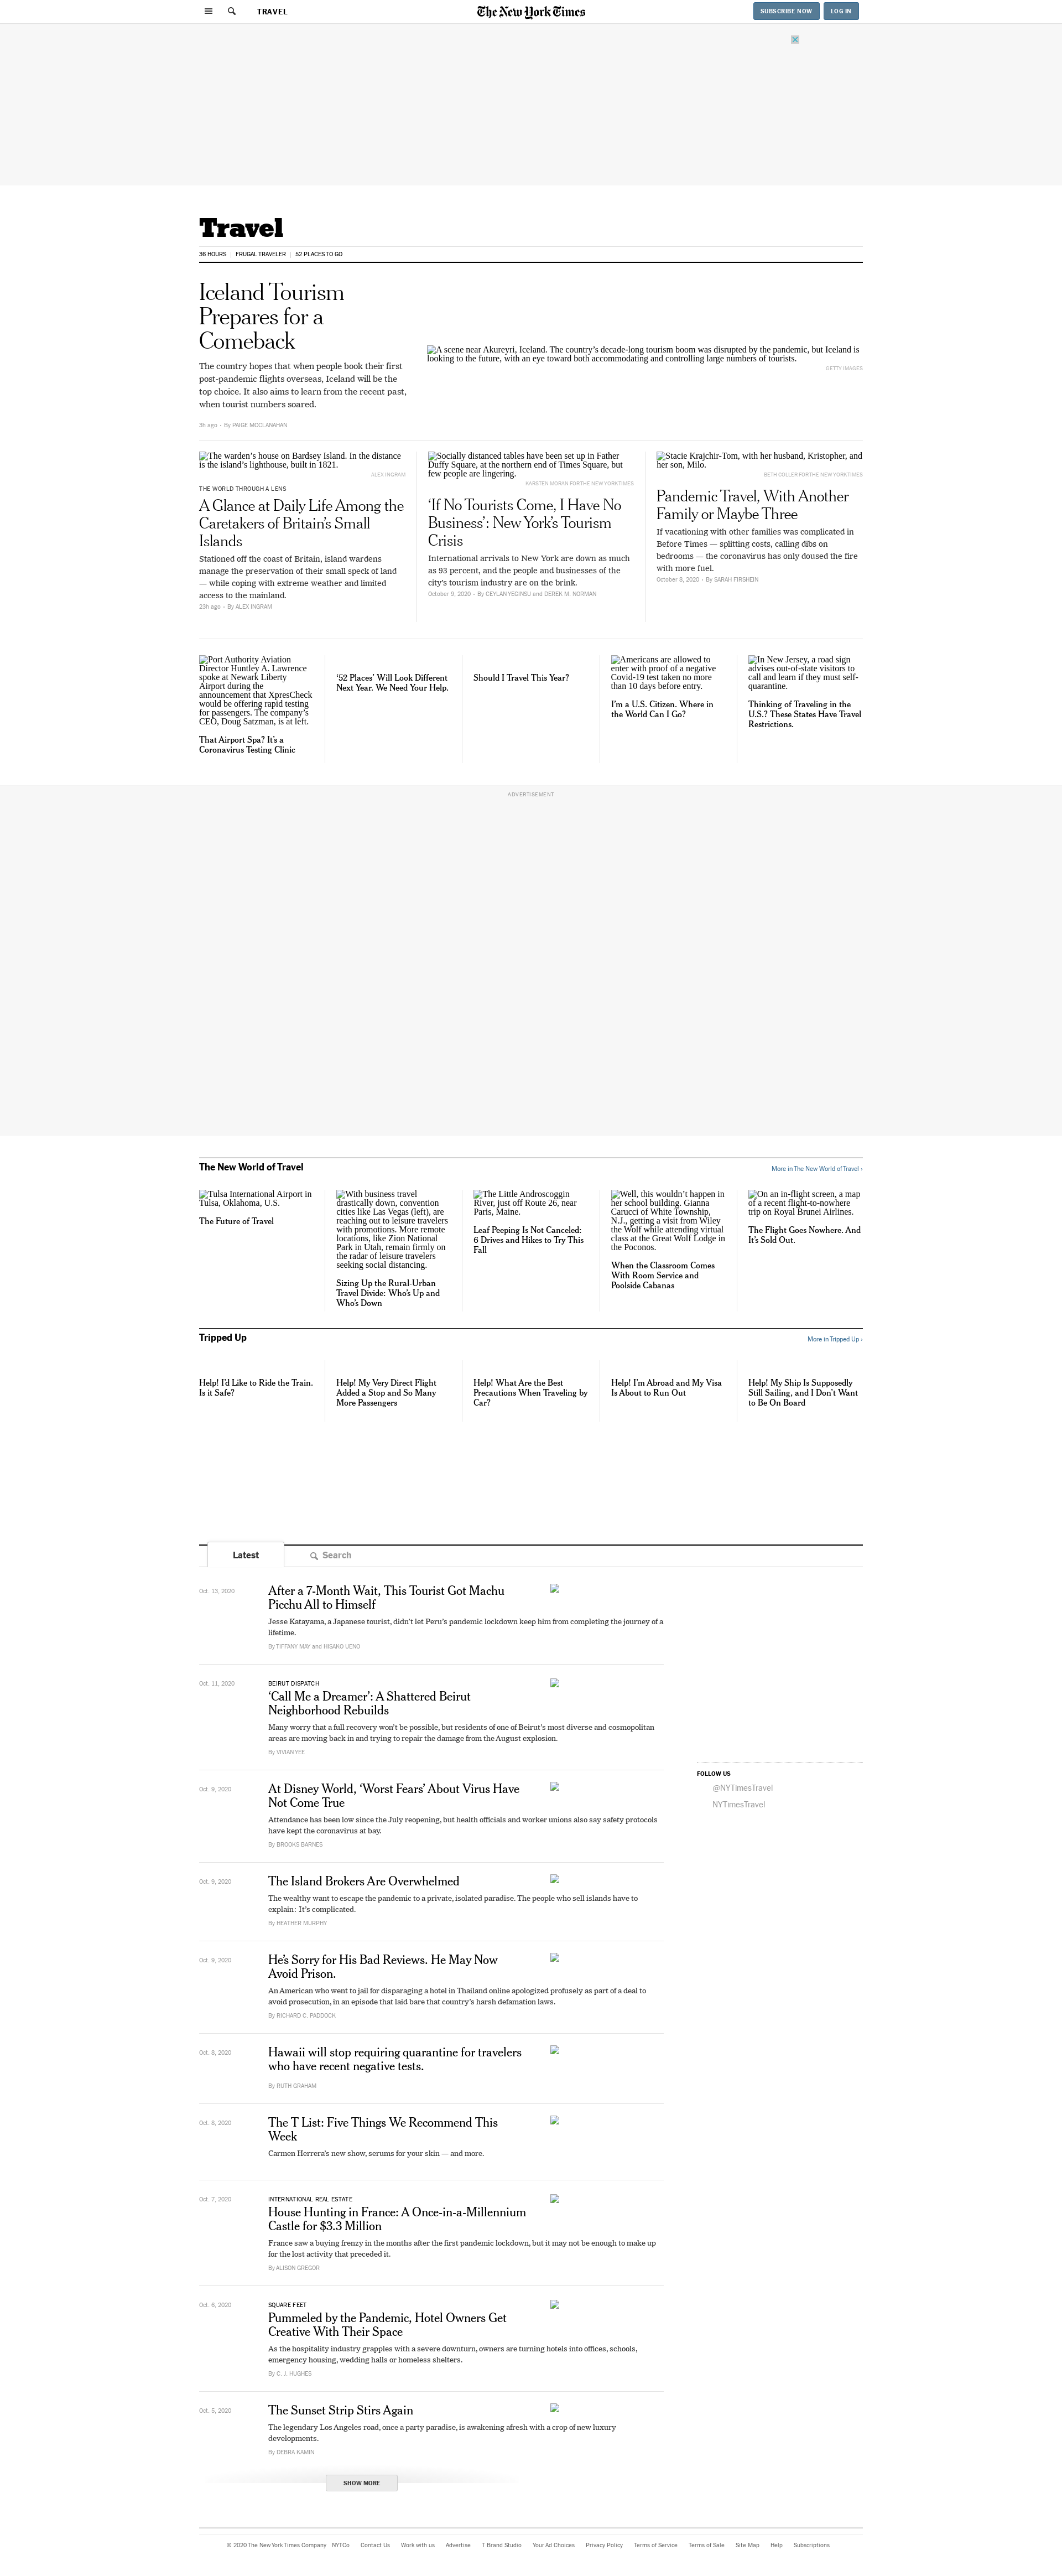 TRAVEL
The New York Times
SUBSCRIBE NOW
LOG IN
Travel
36 HOURS
FRUGAL TRAVELER
52 PLACES TO GO
Iceland Tourism
Prepares for a
Comeback
The country hopes that when people book their first
post-pandemic flights overseas, Iceland will be the
top choice. It also aims to learn from the recent past,
when tourist numbers soared.
3h ago - By PAIGE MCCLANAHAN
A scene near Akureyri, Iceland. The country's decade-long tourism boom was disrupted by the pandemic, but Iceland is
looking to the future, with an eye toward both accommodating and controlling large numbers of tourists.
GETTY IMAGES
The warden's house on Bardsey Island. In the distance
is the island's lighthouse, built in 1821.
ALEX INGRAM
THE WORLD THROUGH A LENS
A Glance at Daily Life Among the
Caretakers of Britain's Small
Islands
Stationed off the coast of Britain, island wardens
manage the preservation of their small speck of land
— while coping with extreme weather and limited
access to the mainland.
23h ago - By ALEX INGRAM
Socially distanced tables have been set up in Father
Duffy Square, at the northern end of Times Square, but
few people are lingering.
KARSTEN MORAN FOR THE NEW YORK TIMES
‘If No Tourists Come, I Have No
Business’: New York's Tourism
Crisis
International arrivals to New York are down as much
as 93 percent, and the people and businesses of the
city's tourism industry are on the brink.
October 9, 2020 - By CEYLAN YEGINSU and DEREK M. NORMAN
Stacie Krajchir-Tom, with her husband, Kristopher, and
her son, Milo.
BETH COLLER FOR THE NEW YORK TIMES
Pandemic Travel, With Another
Family or Maybe Three
If vacationing with other families was complicated in
Before Times — splitting costs, calling dibs on
bedrooms — the coronavirus has only doused the fire
with more fuel.
October 8, 2020 - By SARAH FIRSHEIN
Port Authority Aviation
Director Huntley A. Lawrence
spoke at Newark Liberty
Airport during the
announcement that XpresCheck
would be offering rapid testing
for passengers. The company's
CEO, Doug Satzman, is at left.
That Airport Spa? It's a
Coronavirus Testing Clinic
‘52 Places’ Will Look Different
Next Year. We Need Your Help.
Should I Travel This Year?
Americans are allowed to
enter with proof of a negative
Covid-19 test taken no more
than 10 days before entry.
I'm a U.S. Citizen. Where in
the World Can I Go?
In New Jersey, a road sign
advises out-of-state visitors to
call and learn if they must self-
quarantine.
Thinking of Traveling in the
U.S.? These States Have Travel
Restrictions.
ADVERTISEMENT
The New World of Travel
More in The New World of Travel ›
Tulsa International Airport in
Tulsa, Oklahoma, U.S.
The Future of Travel
With business travel
drastically down, convention
cities like Las Vegas (left), are
reaching out to leisure travelers
with promotions. More remote
locations, like Zion National
Park in Utah, remain firmly on
the radar of leisure travelers
seeking social distancing.
Sizing Up the Rural-Urban
Travel Divide: Who's Up and
Who's Down
The Little Androscoggin
River, just off Route 26, near
Paris, Maine.
Leaf Peeping Is Not Canceled:
6 Drives and Hikes to Try This
Fall
Well, this wouldn't happen in
her school building. Gianna
Carucci of White Township,
N.J., getting a visit from Wiley
the Wolf while attending virtual
class at the Great Wolf Lodge in
the Poconos.
When the Classroom Comes
With Room Service and
Poolside Cabanas
On an in-flight screen, a map
of a recent flight-to-nowhere
trip on Royal Brunei Airlines.
The Flight Goes Nowhere. And
It's Sold Out.
Tripped Up
More in Tripped Up ›
Help! I'd Like to Ride the Train.
Is it Safe?
Help! My Very Direct Flight
Added a Stop and So Many
More Passengers
Help! What Are the Best
Precautions When Traveling by
Car?
Help! I'm Abroad and My Visa
Is About to Run Out
Help! My Ship Is Supposedly
Still Sailing, and I Don't Want
to Be On Board
Latest
Search
Oct. 13, 2020
After a 7-Month Wait, This Tourist Got Machu
Picchu All to Himself
Jesse Katayama, a Japanese tourist, didn't let Peru's pandemic lockdown keep him from completing the journey of a
lifetime.
By TIFFANY MAY and HISAKO UENO
Oct. 11, 2020
BEIRUT DISPATCH
‘Call Me a Dreamer’: A Shattered Beirut
Neighborhood Rebuilds
Many worry that a full recovery won't be possible, but residents of one of Beirut's most diverse and cosmopolitan
areas are moving back in and trying to repair the damage from the August explosion.
By VIVIAN YEE
FOLLOW US
@NYTimesTravel
NYTimesTravel
Oct. 9, 2020
At Disney World, ‘Worst Fears’ About Virus Have
Not Come True
Attendance has been low since the July reopening, but health officials and worker unions also say safety protocols
have kept the coronavirus at bay.
By BROOKS BARNES
Oct. 9, 2020
The Island Brokers Are Overwhelmed
The wealthy want to escape the pandemic to a private, isolated paradise. The people who sell islands have to
explain: It's complicated.
By HEATHER MURPHY
Oct. 9, 2020
He's Sorry for His Bad Reviews. He May Now
Avoid Prison.
An American who went to jail for disparaging a hotel in Thailand online apologized profusely as part of a deal to
avoid prosecution, in an episode that laid bare that country's harsh defamation laws.
By RICHARD C. PADDOCK
Oct. 8, 2020
Hawaii will stop requiring quarantine for travelers
who have recent negative tests.
By RUTH GRAHAM
Oct. 8, 2020
The T List: Five Things We Recommend This
Week
Carmen Herrera's new show, serums for your skin — and more.
Oct. 7, 2020
INTERNATIONAL REAL ESTATE
House Hunting in France: A Once-in-a-Millennium
Castle for $3.3 Million
France saw a buying frenzy in the months after the first pandemic lockdown, but it may not be enough to make up
for the lost activity that preceded it.
By ALISON GREGOR
Oct. 6, 2020
SQUARE FEET
Pummeled by the Pandemic, Hotel Owners Get
Creative With Their Space
As the hospitality industry grapples with a severe downturn, owners are turning hotels into offices, schools,
emergency housing, wedding halls or homeless shelters.
By C. J. HUGHES
Oct. 5, 2020
The Sunset Strip Stirs Again
The legendary Los Angeles road, once a party paradise, is awakening afresh with a crop of new luxury
developments.
By DEBRA KAMIN
SHOW MORE
© 2020 The New York Times Company NYTCo Contact Us Work with us Advertise T Brand Studio Your Ad Choices Privacy Policy Terms of Service Terms of Sale Site Map Help Subscriptions